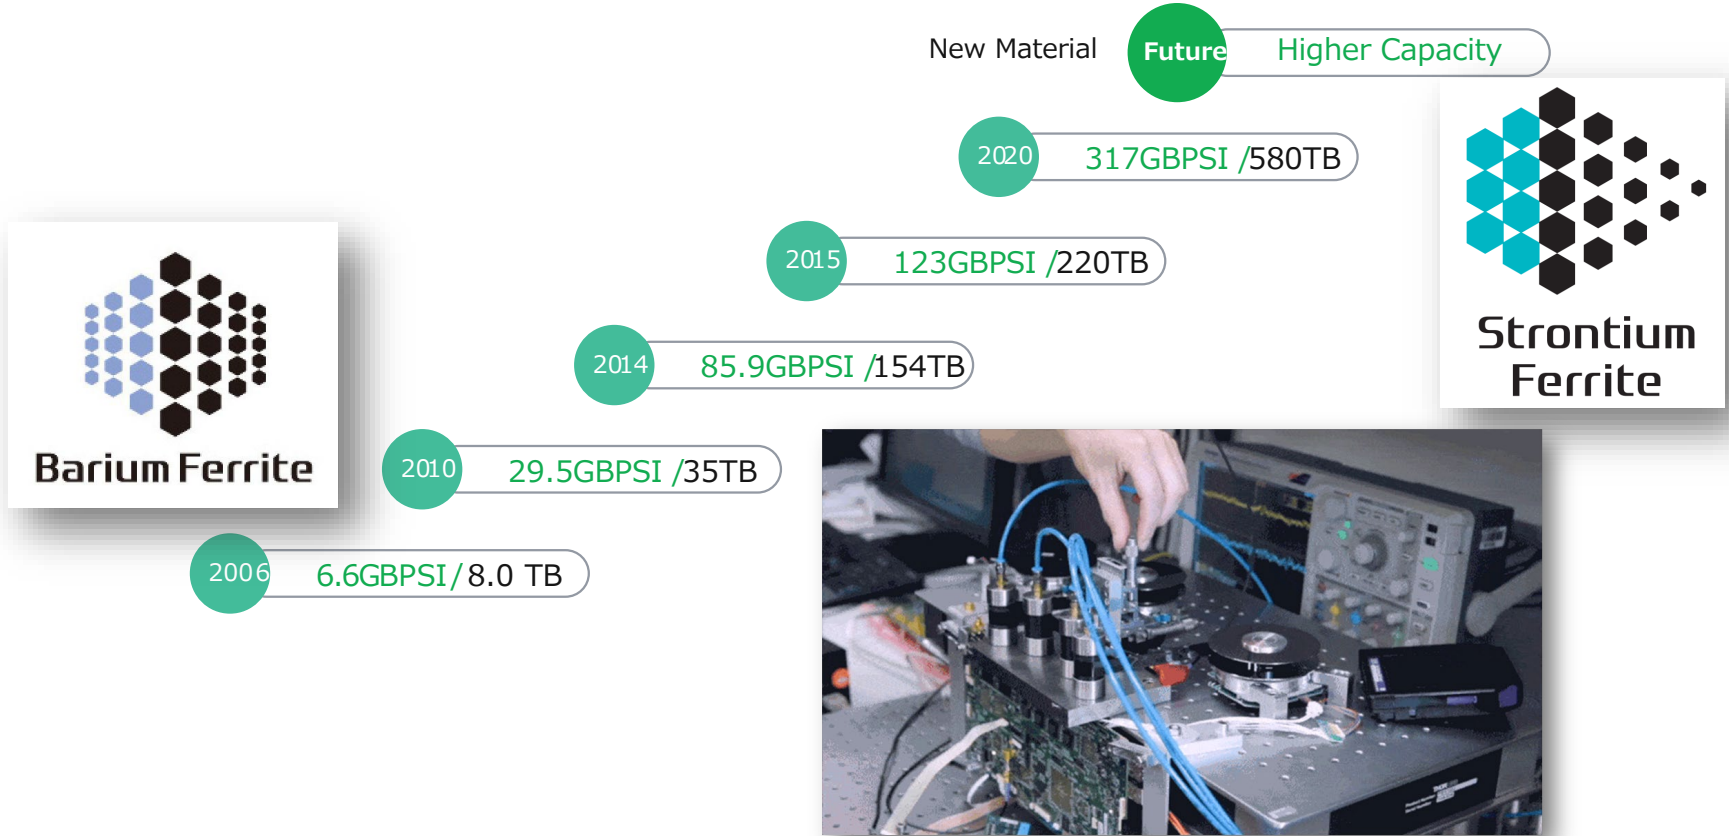 New Material
Future
Higher Capacity
2020
317GBPSI /580TB
2015
123GBPSI /220TB
2014
85.9GBPSI /154TB
2010
29.5GBPSI /35TB
2006
6.6GBPSI/ 8.0 TB
Barium Ferrite
Strontium
Ferrite